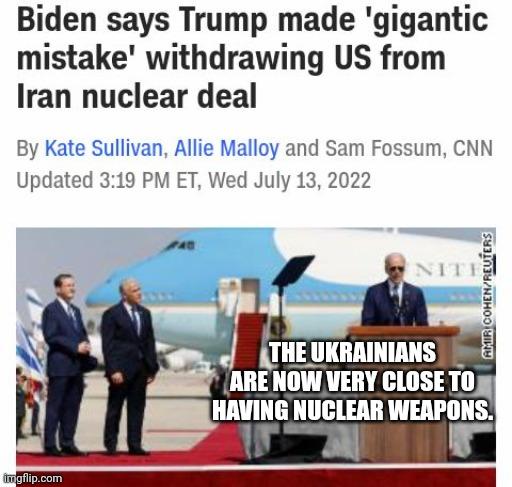 Biden says Trump made 'gigantic
mistake' withdrawing US from
Iran nuclear deal
By Kate Sullivan, Allie Malloy and Sam Fossum, CNN
Updated 3:19 PM ET, Wed July 13, 2022
NITE
AMIR COHEN/REUTERS
THE UKRAINIANS
ARE NOW VERY CLOSE TO
HAVING NUCLEAR WEAPONS.
imgflip.com